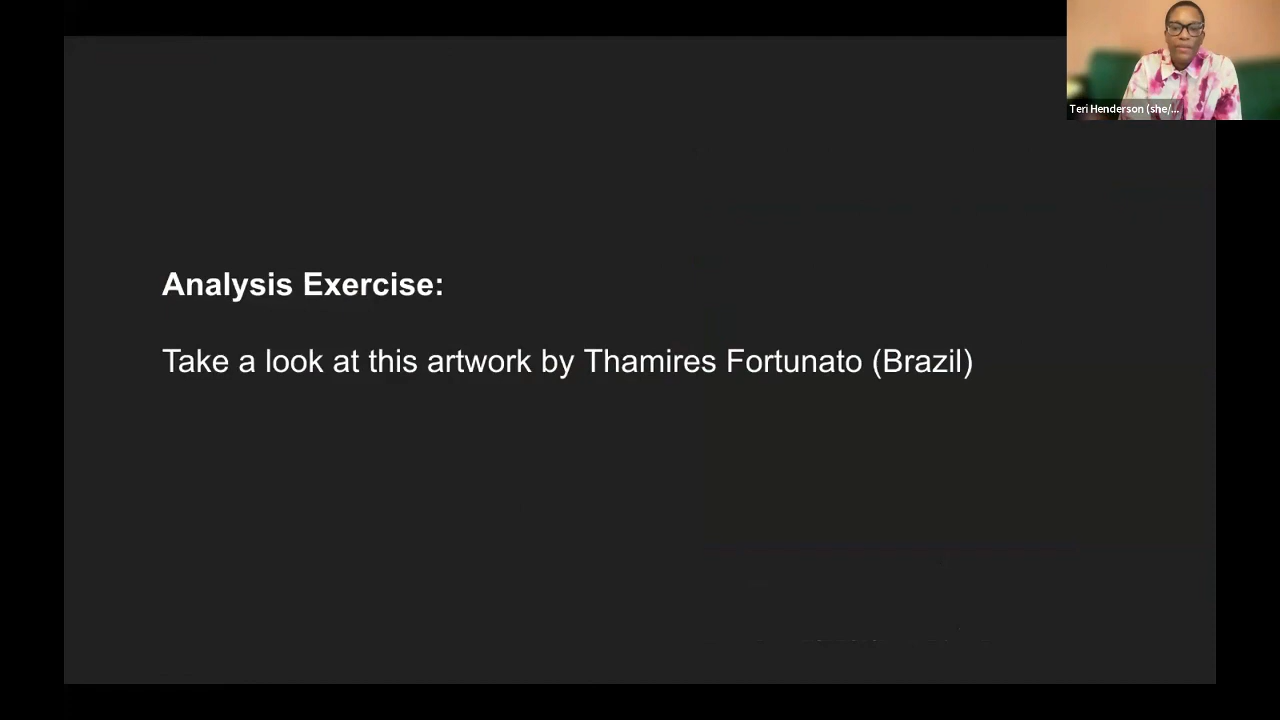 Teri Henderson (she/...
Analysis Exercise:
Take a look at this artwork by Thamires Fortunato (Brazil)